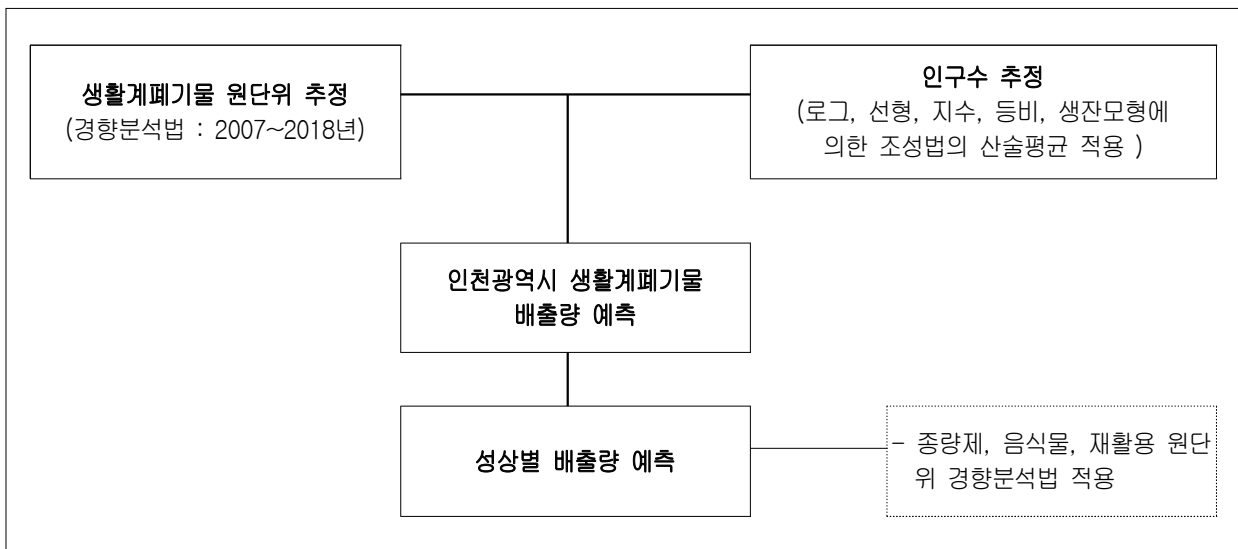 생활계폐기물 원단위 추정
(경향분석법 : 2007~2018년)
인구수 추정
(로그, 선형, 지수, 등비, 생잔모형에
의한 조성법의 산술평균 적용 )
인천광역시 생활계폐기물
배출량 예측
성상별 배출량 예측
- 종량제, 음식물, 재활용 원단
위 경향분석법 적용